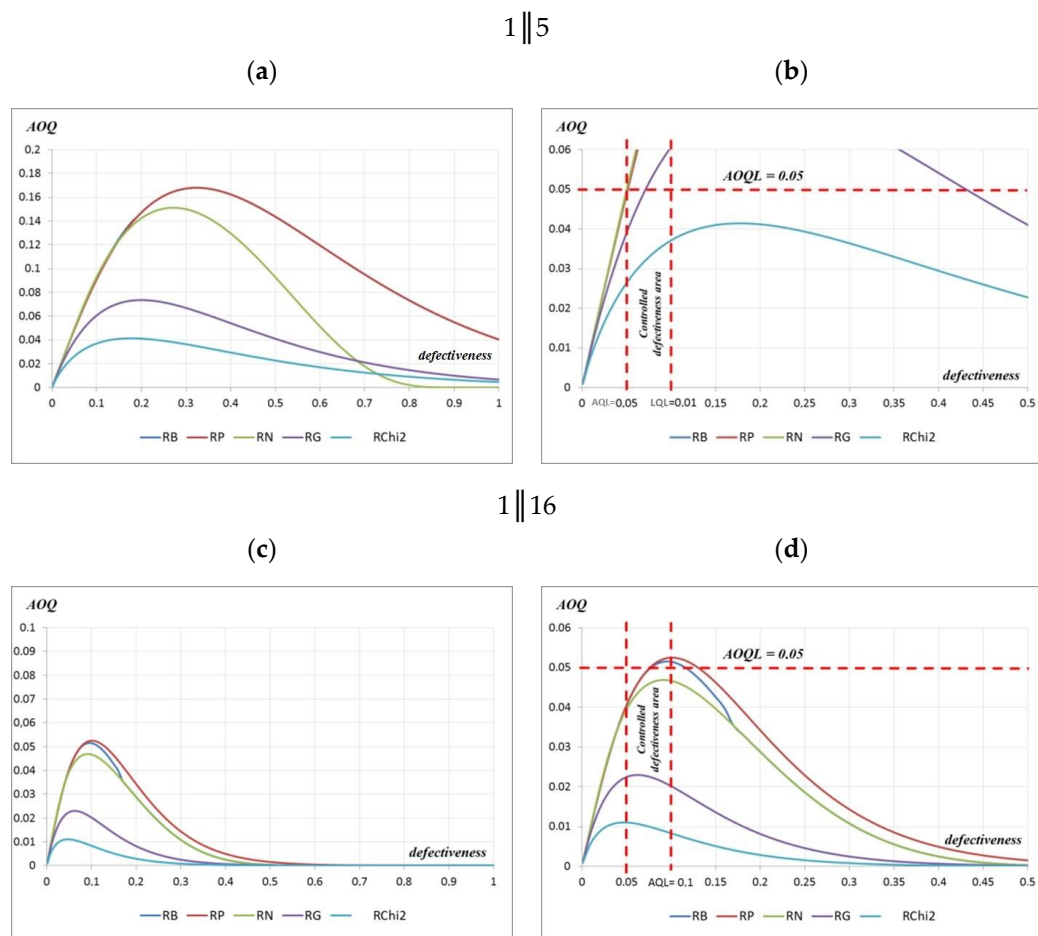 1‖5
(a) (b)
AOQ
0.2
0.18
0.16
0.14
0.12
0.1
0.08
0.06
0.04
0.02
0
defectiveness
0 0.1 0.2 0.3 0.4 0.5 0.6 0.7 0.8 0.9 1
RB RP RN RG RChi2
AOQ
0.06
0.05
0.04
0.03
0.02
0.01
0
AOQL = 0.05
Controlled
defectiveness area
defectiveness
0 AQL=0,05 LQL=0.01 0,15 0,2 0.25 0.3 0.35 0.4 0.45 0.5
RB RP RN RG RChi2
1‖16
(c) (d)
AOQ
0.1
0.09
0.08
0.07
0.06
0.05
0.04
0.03
0.02
0.01
0
defectiveness
0 0.1 0.2 0.3 0.4 0.5 0.6 0.7 0.8 0.9 1
RB RP RN RG RChi2
AOQ
0.06
0.05
0.04
0.03
0.02
0.01
0
AOQL = 0.05
Controlled
defectiveness area
defectiveness
0 0.05 AQL= 0,1 0.15 0.2 0.25 0.3 0.35 0.4 0.45 0.5
RB RP RN RG RChi2